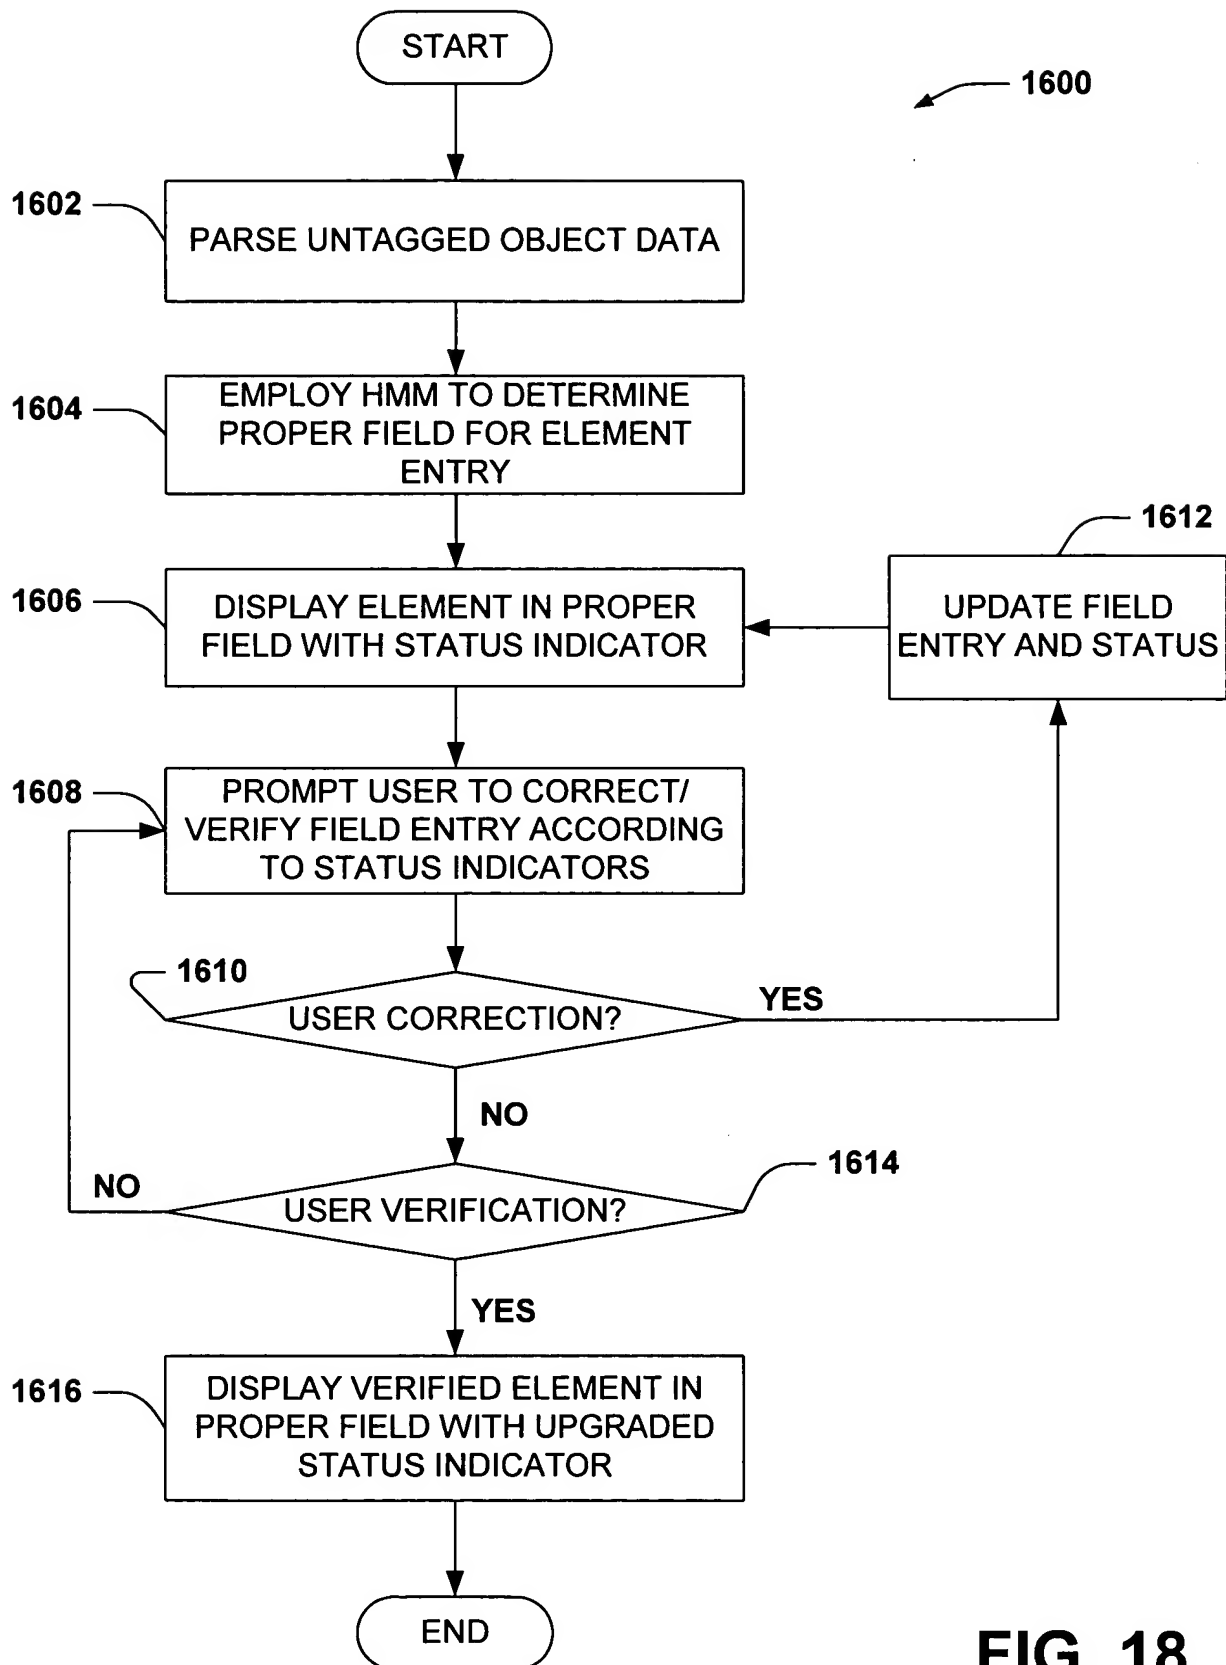 START
1600
1602
PARSE UNTAGGED OBJECT DATA
1604
EMPLOY HMM TO DETERMINE
PROPER FIELD FOR ELEMENT
ENTRY
1612
1606
DISPLAY ELEMENT IN PROPER
FIELD WITH STATUS INDICATOR
UPDATE FIELD
ENTRY AND STATUS
1608
PROMPT USER TO CORRECT/
VERIFY FIELD ENTRY ACCORDING
TO STATUS INDICATORS
1610
USER CORRECTION?
YES
NO
1614
NO
USER VERIFICATION?
YES
1616
DISPLAY VERIFIED ELEMENT IN
PROPER FIELD WITH UPGRADED
STATUS INDICATOR
END
FIG. 18